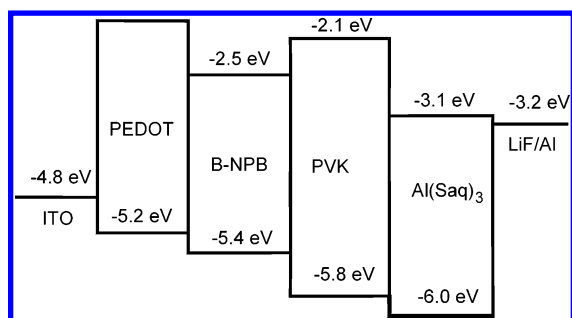 -2.1 eV
-2.5 eV
-3.1 eV
-3.2 eV
PEDOT
LiF/Al
B-NPB
PVK
-4.8 eV
Al(Saq)3
ITO
-5.2 eV
-5.4 eV
-5.8 eV
-6.0 eV